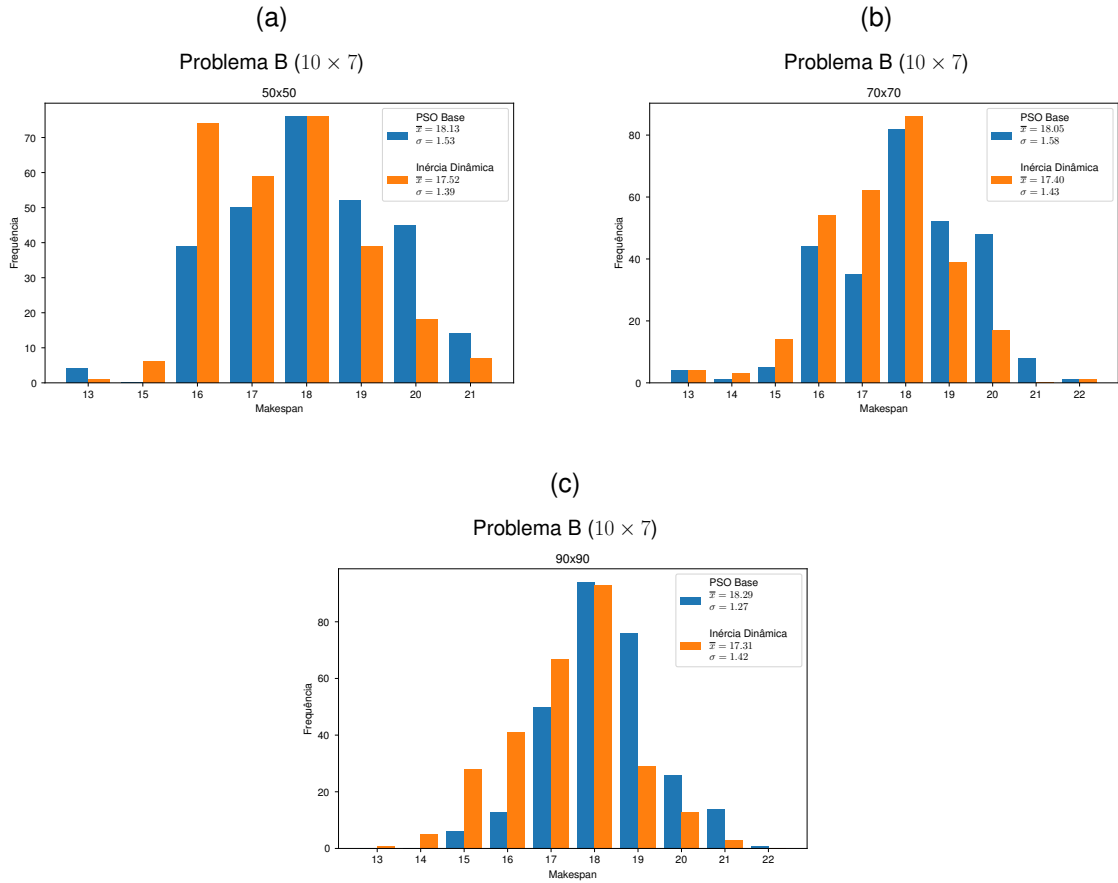 (a)
Problema B (10 × 7)
50x50
PSO Base
x̅ = 18.13
σ = 1.53
Inércia Dinâmica
x̅ = 17.52
σ = 1.39
Frequência
70
60
50
40
30
20
10
0
13 15 16 17 18 19 20 21
Makespan
(b)
Problema B (10 × 7)
70x70
PSO Base
x̅ = 18.05
σ = 1.58
Inércia Dinâmica
x̅ = 17.40
σ = 1.43
Frequência
80
60
40
20
0
13 14 15 16 17 18 19 20 21 22
Makespan
(c)
Problema B (10 × 7)
90x90
PSO Base
x̅ = 18.29
σ = 1.27
Inércia Dinâmica
x̅ = 17.31
σ = 1.42
Frequência
80
60
40
20
0
13 14 15 16 17 18 19 20 21 22
Makespan